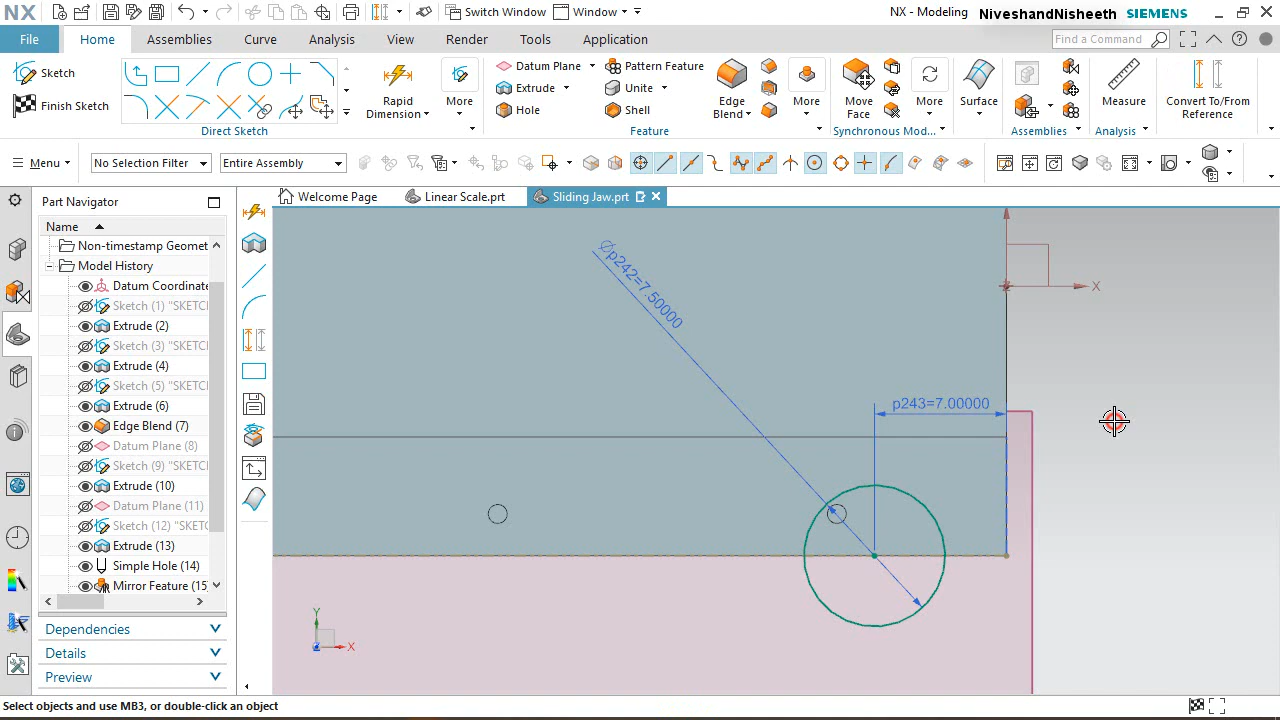 NX
Switch Window
Window
NX - Modeling
NiveshandNisheeth
SIEMENS
File
Home
Assemblies
Curve
Analysis
View
Render
Tools
Application
Find a Command
Sketch
Finish Sketch
Direct Sketch
Rapid
Dimension
More
Datum Plane
Extrude
Hole
Pattern Feature
Unite
Shell
Edge
Blend
More
Feature
Move
Face
More
Synchronous Mod...
Surface
Assemblies
Measure
Analysis
Convert To/From
Reference
Menu
No Selection Filter
Entire Assembly
Part Navigator
Welcome Page
Linear Scale.prt
Sliding Jaw.prt
Name
Non-timestamp Geomet
Model History
Datum Coordinate
Sketch (1) "SKETC
Extrude (2)
Sketch (3) "SKETC
Extrude (4)
Sketch (5) "SKETC
Extrude (6)
Edge Blend (7)
Datum Plane (8)
Sketch (9) "SKETC
Extrude (10)
Datum Plane (11)
Sketch (12) "SKETC
Extrude (13)
Simple Hole (14)
Mirror Feature (15)
Dependencies
Details
Preview
∅p242=7.50000
p243=7.00000
X
Y
X
Select objects and use MB3, or double-click an object